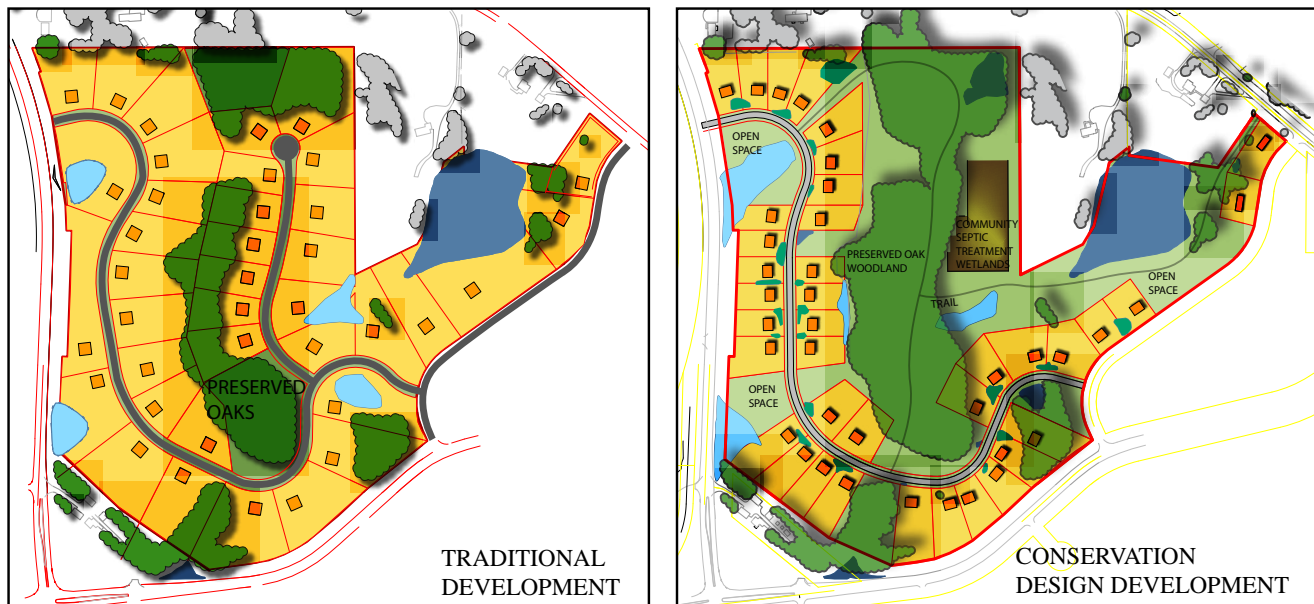 PRESERVED
OAKS
TRADITIONAL
DEVELOPMENT
OPEN
SPACE
COMMUNITY
SEPTIC
TREATMENT
WETLANDS
PRESERVED OAK
WOODLAND
OPEN
SPACE
TRAIL
OPEN
SPACE
CONSERVATION
DESIGN DEVELOPMENT